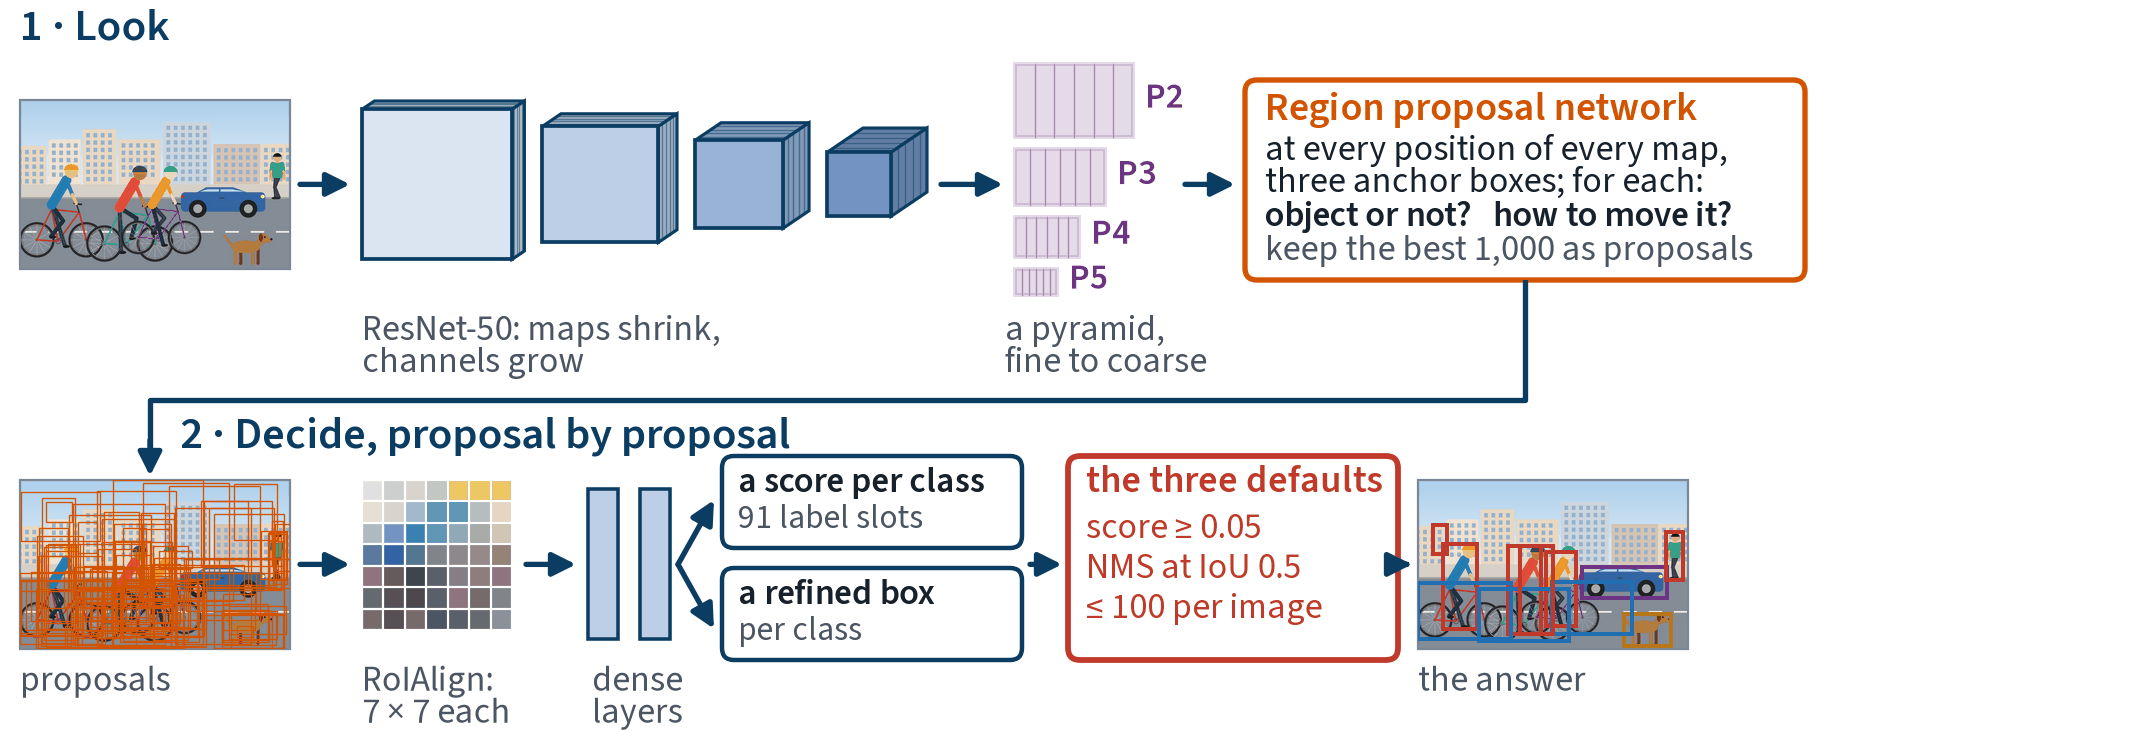 1 · Look
P2
P3
P4
P5
Region proposal network
at every position of every map,
three anchor boxes; for each:
object or not? how to move it?
keep the best 1,000 as proposals
ResNet-50: maps shrink,
channels grow
a pyramid,
fine to coarse
2 · Decide, proposal by proposal
a score per class
91 label slots
a refined box
per class
the three defaults
score ≥ 0.05
NMS at IoU 0.5
≤ 100 per image
proposals
RoIAlign:
7 × 7 each
dense
layers
the answer